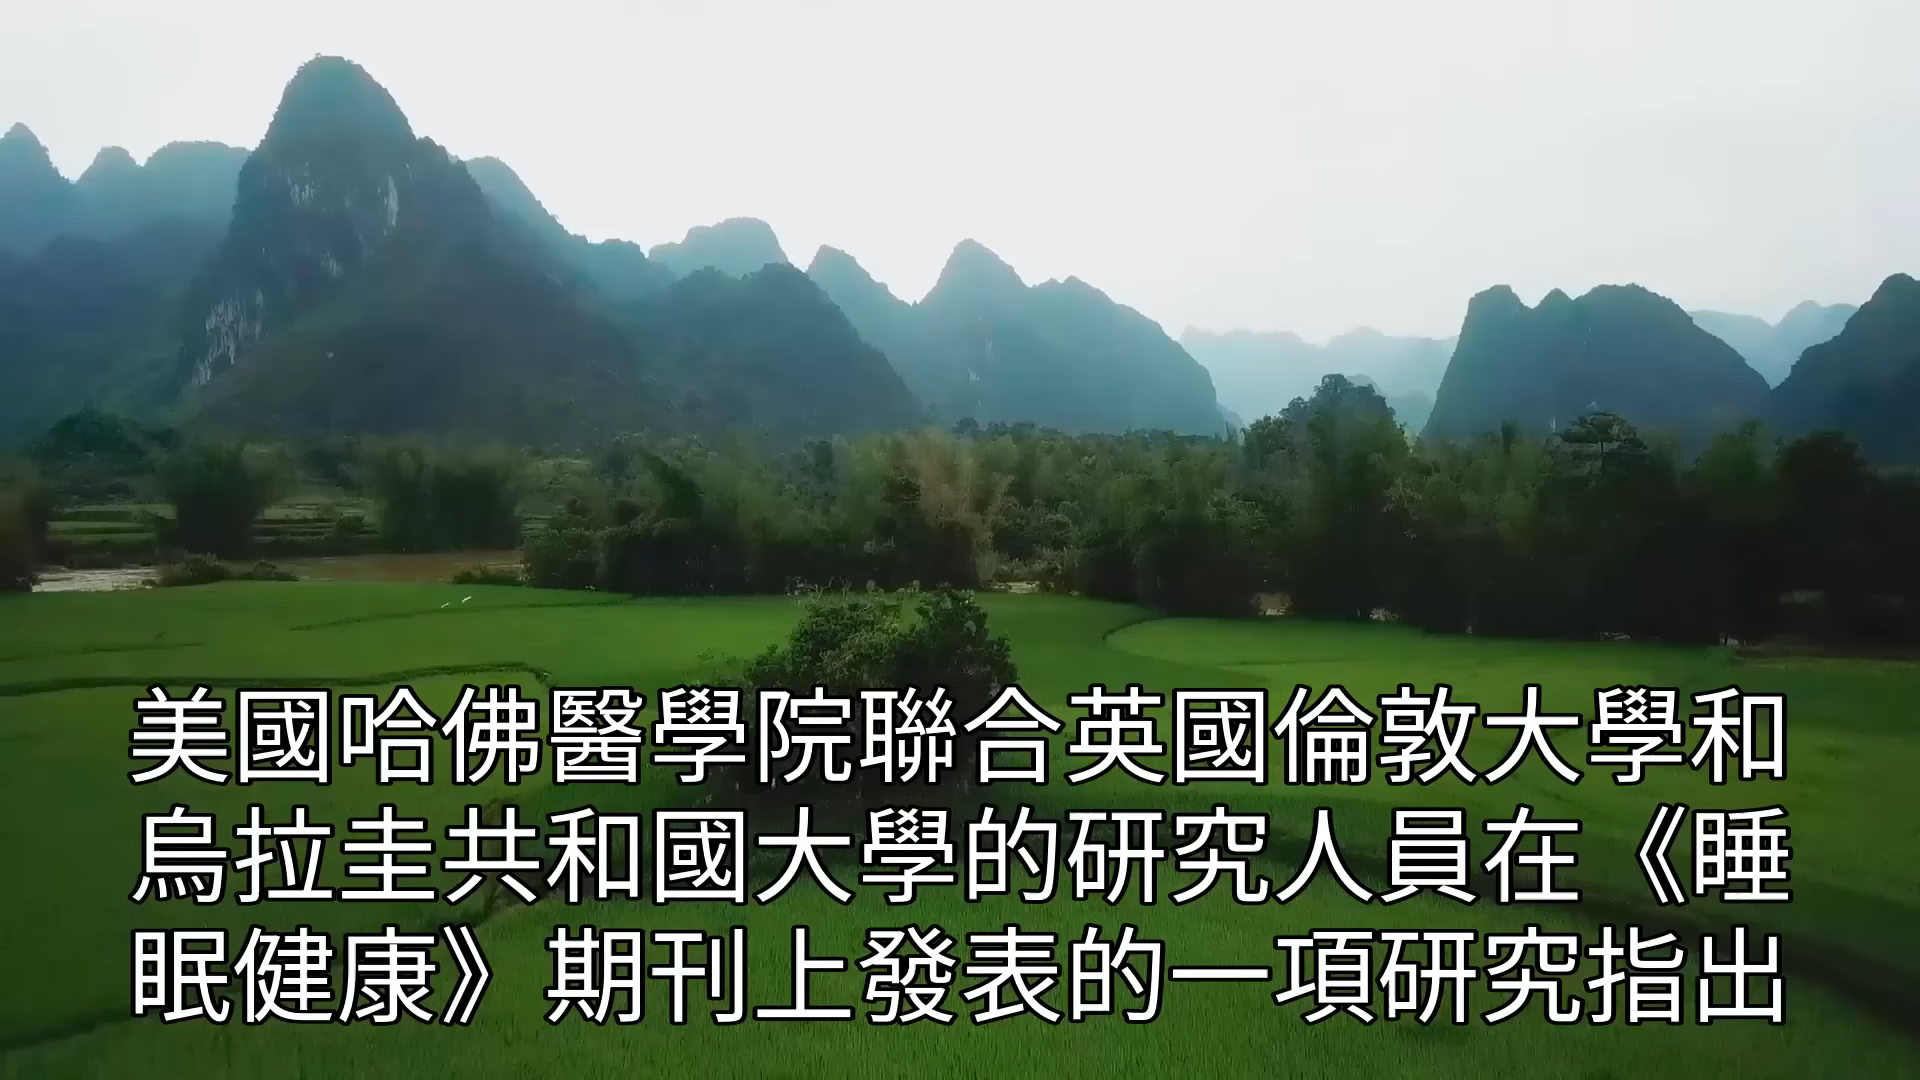 美國哈佛醫學院聯合英國倫敦大學和
烏拉圭共和國大學的研究人員在《睡
眠健康》期刊上發表的一項研究指出